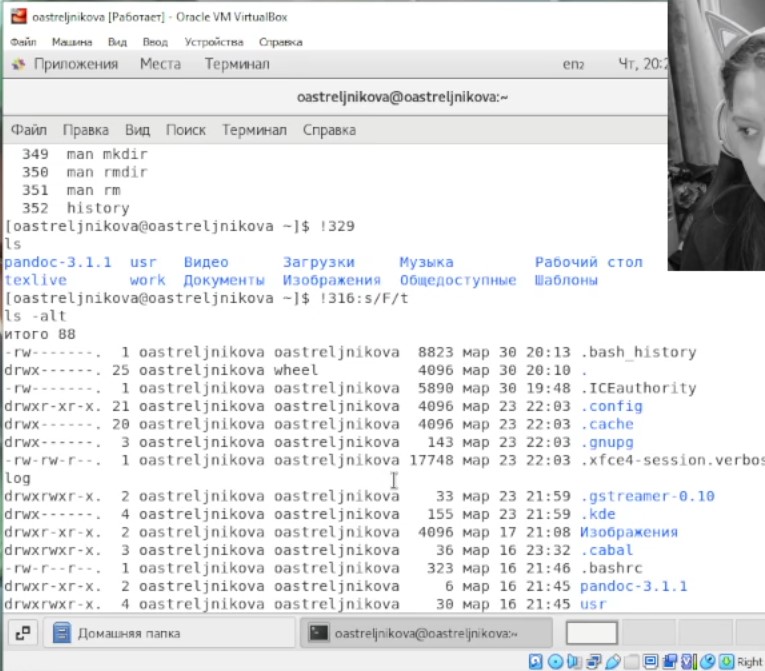 oastreljnikova [Работает] - Oracle VM VirtualBox
Файл Машина Вид Ввод Устройства Справка
Приложения Места Терминал en₂ Чт, 20:
oastreljnikova@oastreljnikova:~
Файл Правка Вид Поиск Терминал Справка
349 man mkdir
350 man rmdir
351 man rm
352 history
[oastreljnikova@oastreljnikova ~]$ !329
ls
pandoc-3.1.1 usr Видео Загрузки Музыка Рабочий стол
texlive work Документы Изображения Общедоступные Шаблоны
[oastreljnikova@oastreljnikova ~]$ !316:s/F/t
ls -alt
итого 88
-rw-------. 1 oastreljnikova oastreljnikova 8823 мар 30 20:13 .bash_history
drwx------. 25 oastreljnikova wheel 4096 мар 30 20:10 .
-rw-------. 1 oastreljnikova oastreljnikova 5890 мар 30 19:48 .ICEauthority
drwxr-xr-x. 21 oastreljnikova oastreljnikova 4096 мар 23 22:03 .config
drwx------. 20 oastreljnikova oastreljnikova 4096 мар 23 22:03 .cache
drwx------. 3 oastreljnikova oastreljnikova 143 мар 23 22:03 .gnupg
-rw-rw-r--. 1 oastreljnikova oastreljnikova 17748 мар 23 22:03 .xfce4-session.verbos
log
drwxrwxr-x. 2 oastreljnikova oastreljnikova 33 мар 23 21:59 .gstreamer-0.10
drwx------. 4 oastreljnikova oastreljnikova 155 мар 23 21:59 .kde
drwxr-xr-x. 2 oastreljnikova oastreljnikova 4096 мар 17 21:08 Изображения
drwxrwxr-x. 3 oastreljnikova oastreljnikova 36 мар 16 23:32 .cabal
-rw-r--r--. 1 oastreljnikova oastreljnikova 323 мар 16 21:46 .bashrc
drwxr-xr-x. 2 oastreljnikova oastreljnikova 6 мар 16 21:45 pandoc-3.1.1
drwxrwxr-x. 4 oastreljnikova oastreljnikova 30 мар 16 21:45 usr
Домашняя папка oastreljnikova@oastreljnikova:~
Right